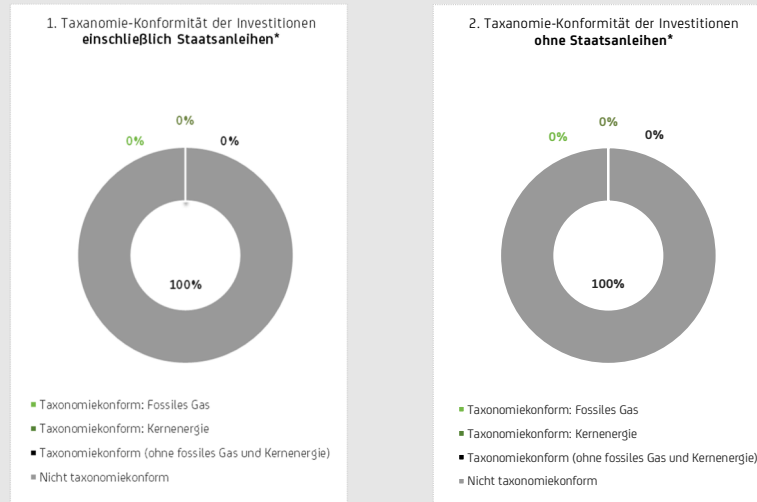 1. Taxanomie-Konformität der Investitionen
einschließlich Staatsanleihen*
0%
0%
0%
100%
Taxonomiekonform: Fossiles Gas
Taxonomiekonform: Kernenergie
Taxonomiekonform (ohne fossiles Gas und Kernenergie)
Nicht taxonomiekonform
2. Taxanomie-Konformität der Investitionen
ohne Staatsanleihen*
0%
0%
0%
100%
Taxonomiekonform: Fossiles Gas
Taxonomiekonform: Kernenergie
Taxonomiekonform (ohne fossiles Gas und Kernenergie)
Nicht taxonomiekonform